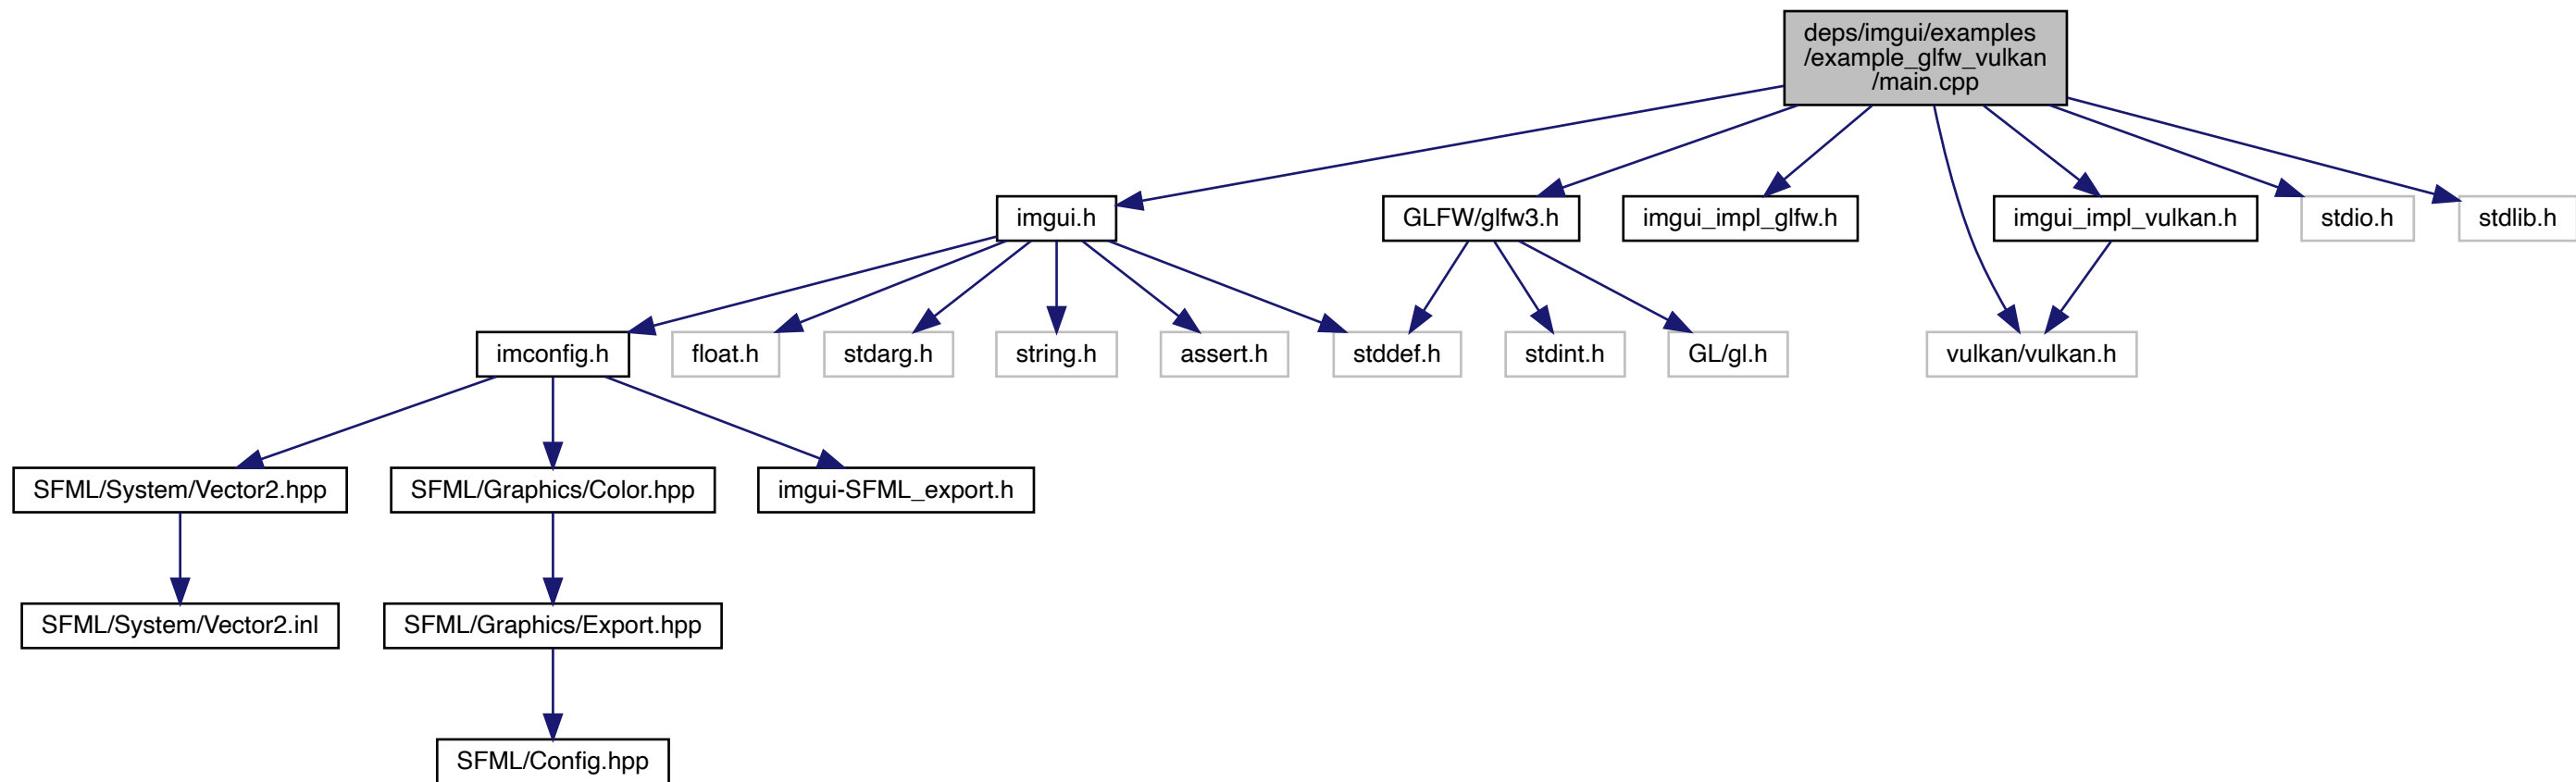 deps/imgui/examples
/example_glfw_vulkan
/main.cpp
imgui.h
GLFW/glfw3.h
imgui_impl_glfw.h
imgui_impl_vulkan.h
stdio.h
stdlib.h
imconfig.h
float.h
stdarg.h
string.h
assert.h
stddef.h
stdint.h
GL/gl.h
vulkan/vulkan.h
SFML/System/Vector2.hpp
SFML/Graphics/Color.hpp
imgui-SFML_export.h
SFML/System/Vector2.inl
SFML/Graphics/Export.hpp
SFML/Config.hpp